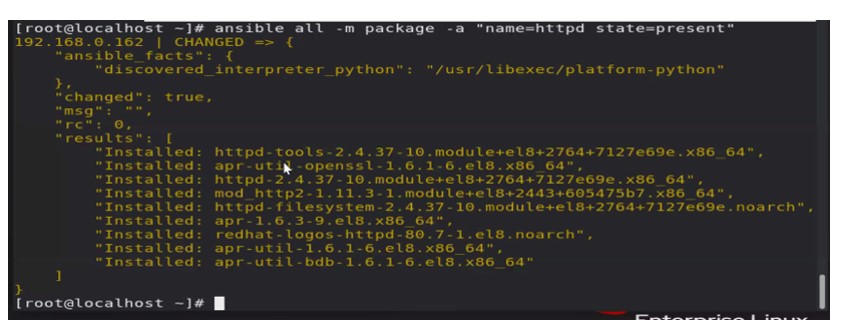 [root@localhost ~]# ansible all -m package -a "name=httpd state=present"
192.168.0.162 | CHANGED => {
    "ansible_facts": {
        "discovered_interpreter_python": "/usr/libexec/platform-python"
    },
    "changed": true,
    "msg": "",
    "rc": 0,
    "results": [
        "Installed: httpd-tools-2.4.37-10.module+el8+2764+7127e69e.x86_64",
        "Installed: apr-util-openssl-1.6.1-6.el8.x86_64",
        "Installed: httpd-2.4.37-10.module+el8+2764+7127e69e.x86_64",
        "Installed: mod_http2-1.11.3-1.module+el8+2443+605475b7.x86_64",
        "Installed: httpd-filesystem-2.4.37-10.module+el8+2764+7127e69e.noarch",
        "Installed: apr-1.6.3-9.el8.x86_64",
        "Installed: redhat-logos-httpd-80.7-1.el8.noarch",
        "Installed: apr-util-1.6.1-6.el8.x86_64",
        "Installed: apr-util-bdb-1.6.1-6.el8.x86_64"
    ]
}
[root@localhost ~]#
Enterprise Linux